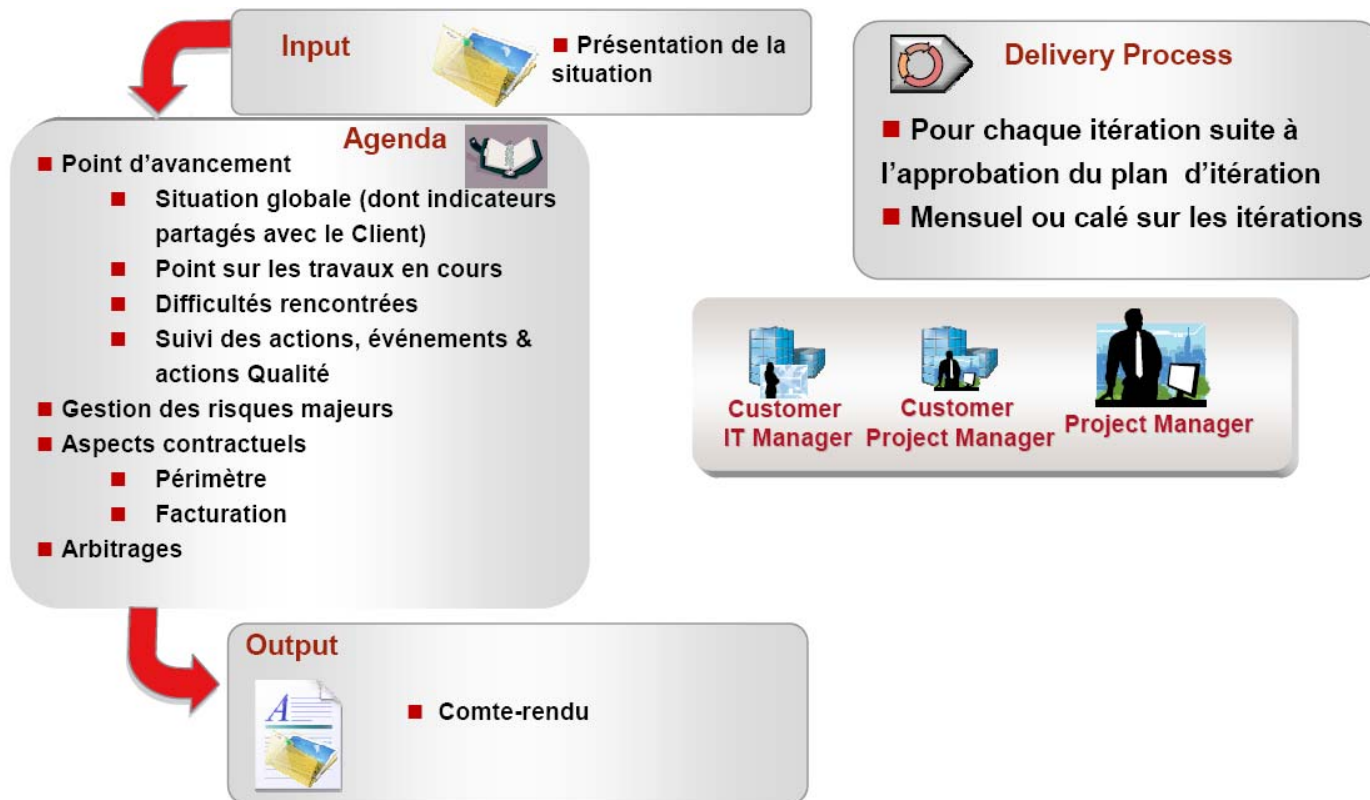 Input
■ Présentation de la
situation
Agenda
■ Point d'avancement
■ Situation globale (dont indicateurs
partagés avec le Client)
■ Point sur les travaux en cours
■ Difficultés rencontrées
■ Suivi des actions, événements &
actions Qualité
■ Gestion des risques majeurs
■ Aspects contractuels
■ Périmètre
■ Facturation
■ Arbitrages
Output
A
■ Comte-rendu
Delivery Process
■ Pour chaque itération suite à
l'approbation du plan d'itération
■ Mensuel ou calé sur les itérations
Customer
IT Manager
Customer
Project Manager
Project Manager